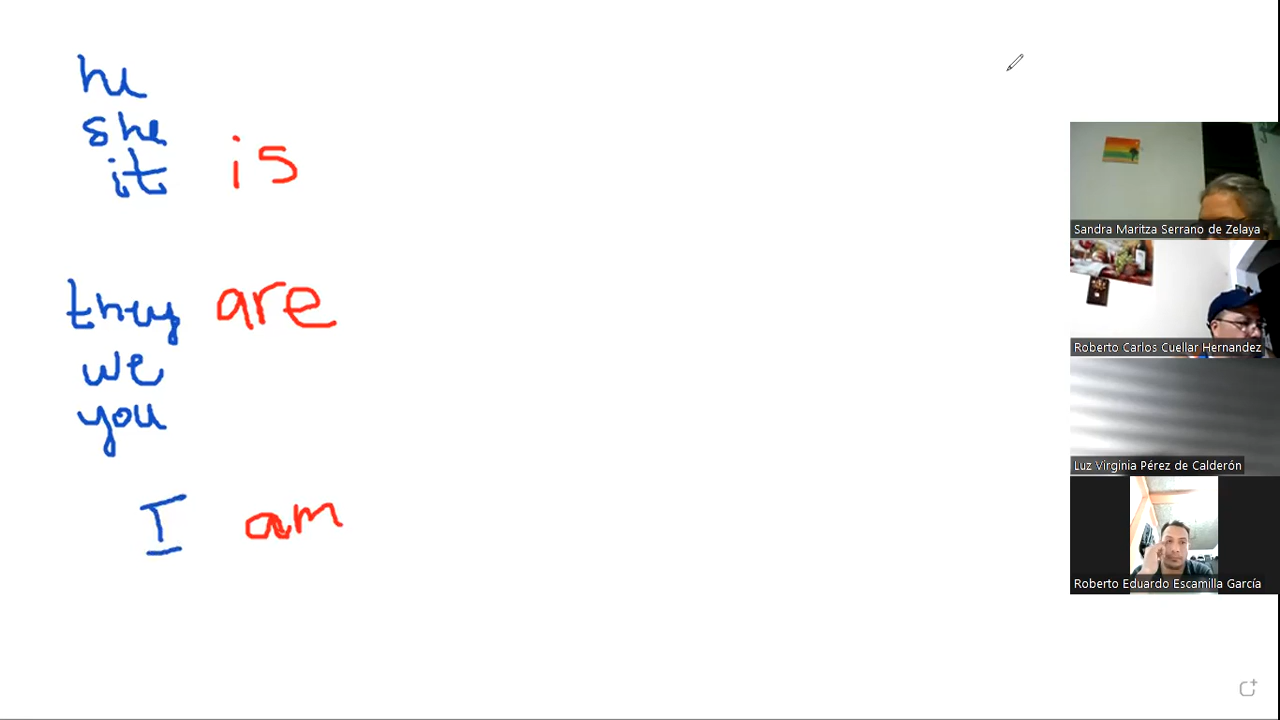 he
she
it is
they are
we
you
I am
Sandra Maritza Serrano de Zelaya
Roberto Carlos Cuellar Hernandez
Luz Virginia Pérez de Calderón
Roberto Eduardo Escamilla García